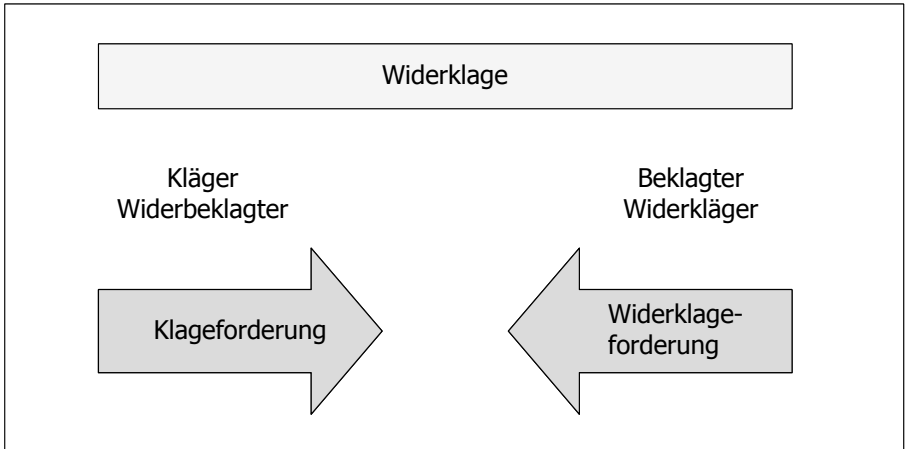 Widerklage
Kläger
Widerbeklagter
Beklagter
Widerkläger
Klageforderung
Widerklage-
forderung